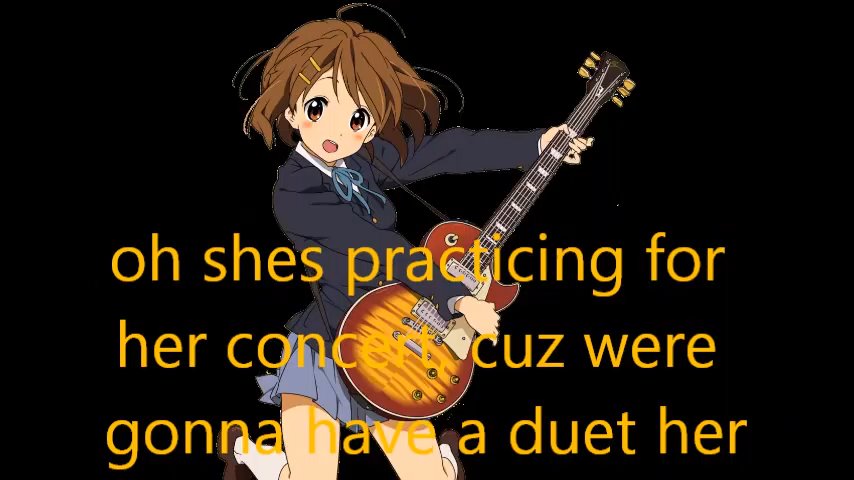 oh shes practicing for
her concert, cuz were
gonna have a duet her